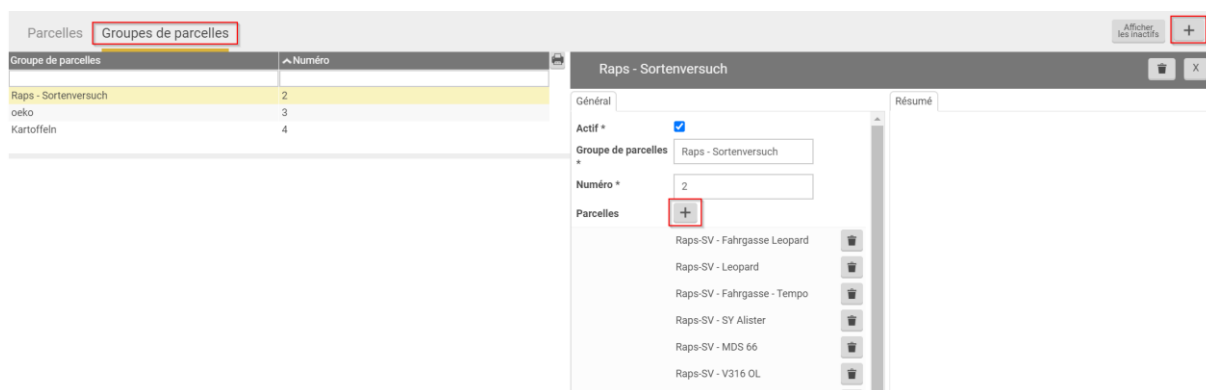 Parcelles Groupes de parcelles Afficher
les inactifs +
Groupe de parcelles Numéro
Raps - Sortenversuch 2
oeko 3
Kartoffeln 4
Raps - Sortenversuch X
Général Résumé
Actif *
Groupe de parcelles Raps - Sortenversuch
*
Numéro * 2
Parcelles +
Raps-SV - Fahrgasse Leopard
Raps-SV - Leopard
Raps-SV - Fahrgasse - Tempo
Raps-SV - SY Alister
Raps-SV - MDS 66
Raps-SV - V316 OL